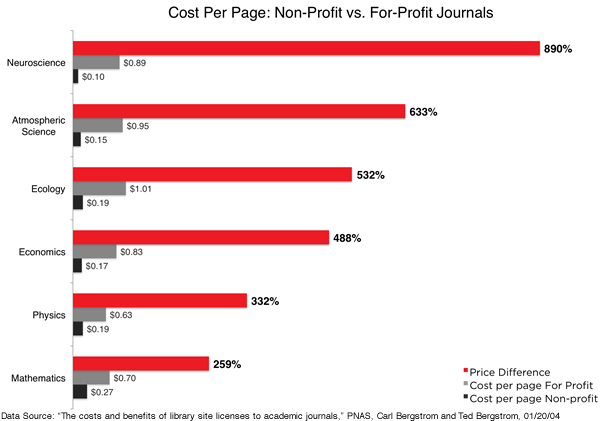 Cost Per Page: Non-Profit vs. For-Profit Journals
890%
Neuroscience
$0.89
$0.10
633%
Atmospheric
Science
$0.95
$0.15
532%
Ecology
$1.01
$0.19
488%
Economics
$0.83
$0.17
332%
Physics
$0.63
$0.19
259%
Mathematics
$0.70
$0.27
Price Difference
Cost per page For Profit
Cost per page Non-profit
Data Source: “The costs and benefits of library site licenses to academic journals,” PNAS, Carl Bergstrom and Ted Bergstrom, 01/20/04